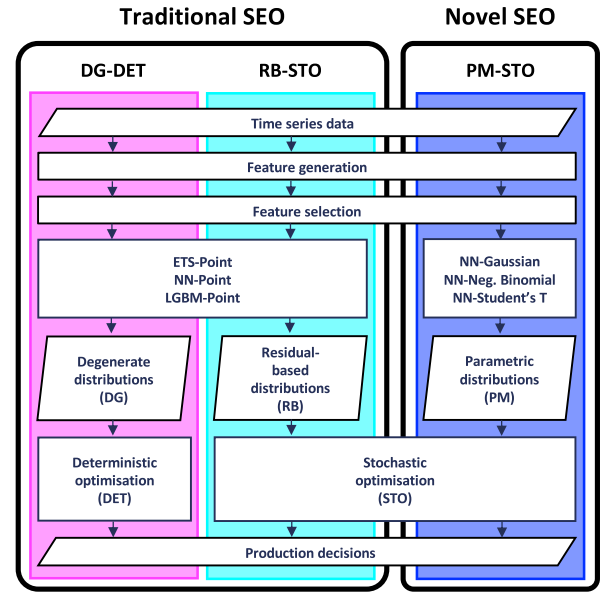 Traditional SEO
Novel SEO
DG-DET
RB-STO
PM-STO
Time series data
Feature generation
Feature selection
ETS-Point
NN-Point
LGBM-Point
NN-Gaussian
NN-Neg. Binomial
NN-Student's T
Degenerate
distributions
(DG)
Residual-
based
distributions
(RB)
Parametric
distributions
(PM)
Deterministic
optimisation
(DET)
Stochastic
optimisation
(STO)
Production decisions